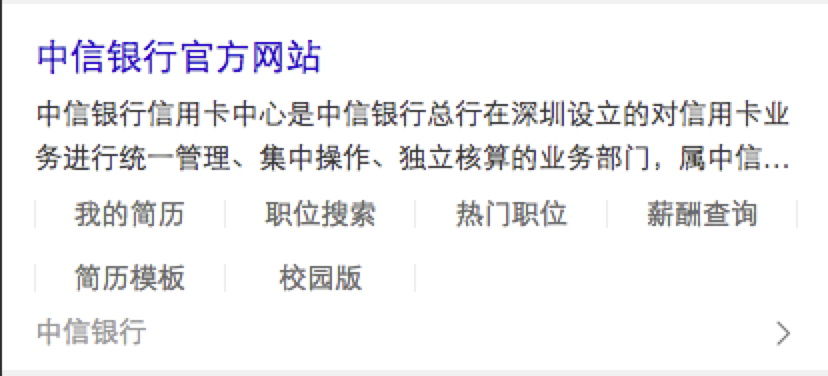 中信银行官方网站
中信银行信用卡中心是中信银行总行在深圳设立的对信用卡业
务进行统一管理、集中操作、独立核算的业务部门，属中信...
我的简历 职位搜索 热门职位 薪酬查询
简历模板 校园版
中信银行